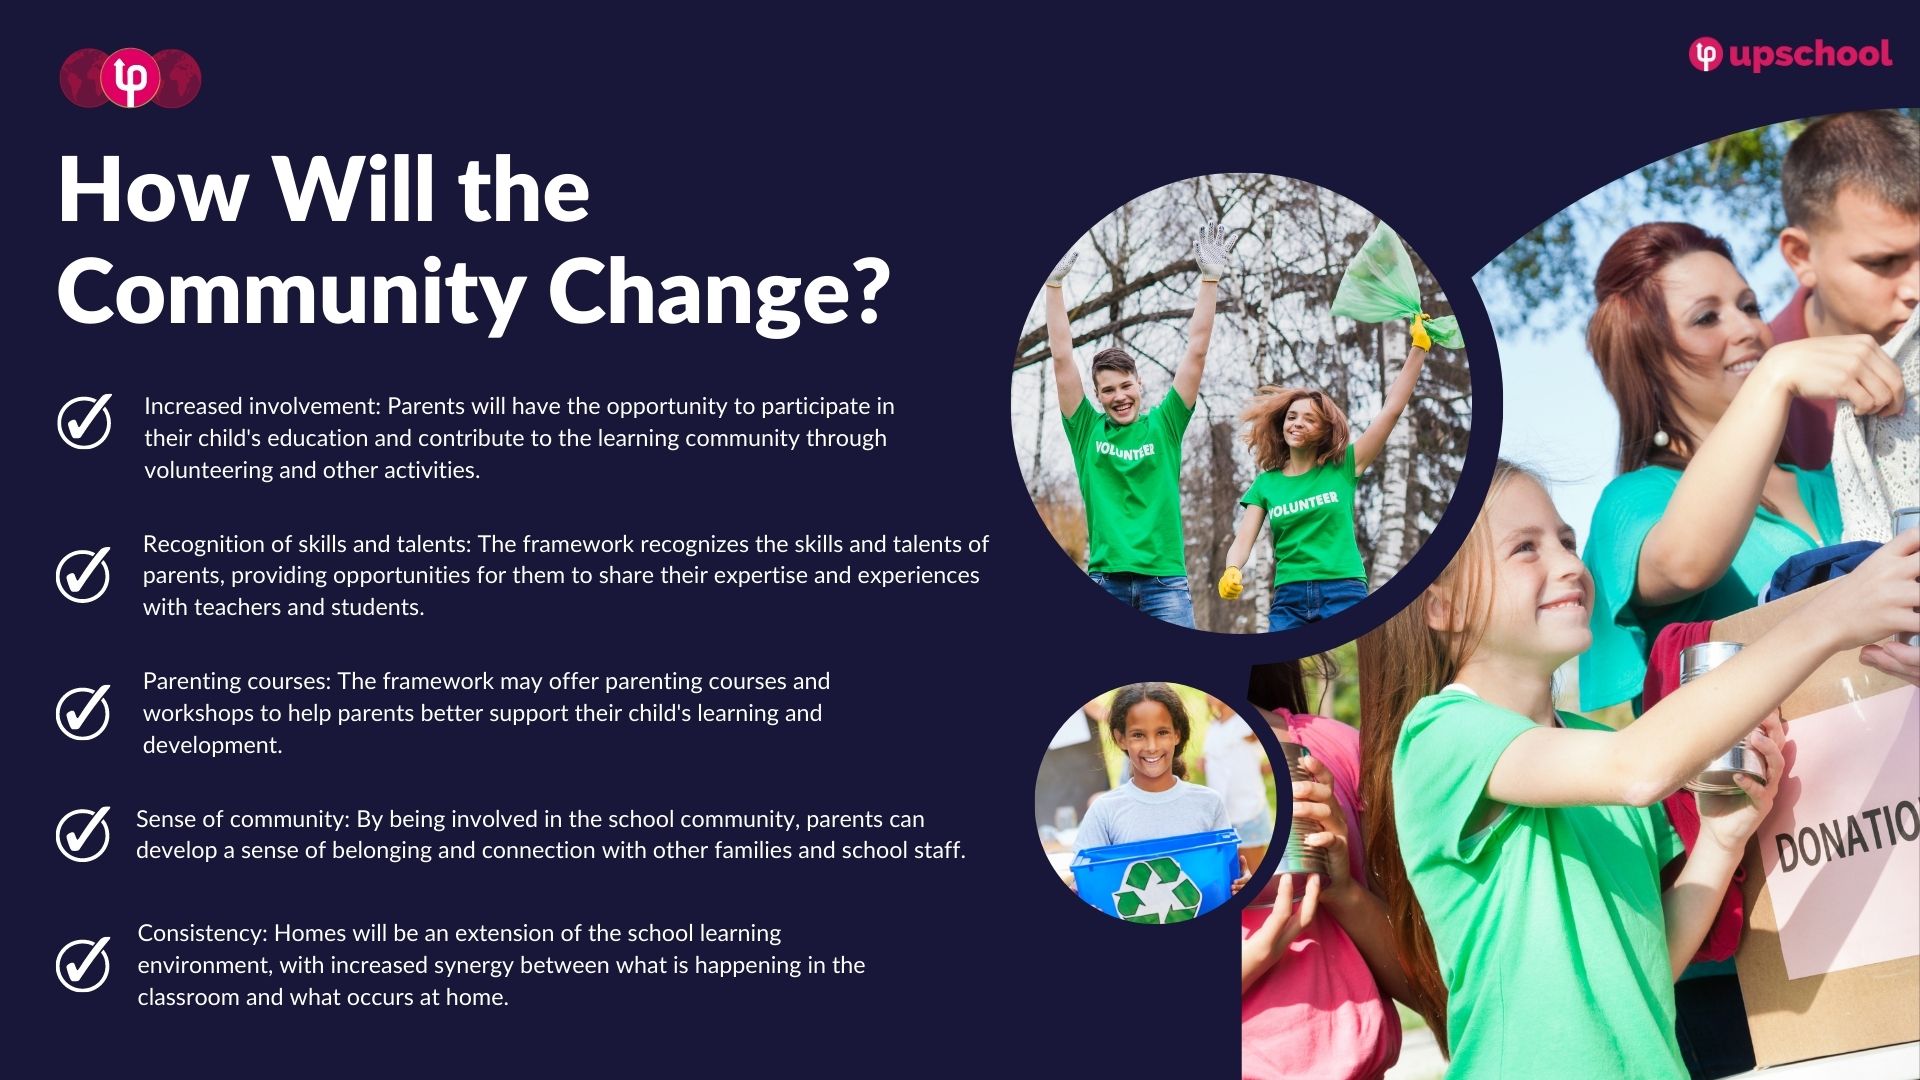 upschool
How Will the
Community Change?
Increased involvement: Parents will have the opportunity to participate in
their child's education and contribute to the learning community through
volunteering and other activities.
Recognition of skills and talents: The framework recognizes the skills and talents of
parents, providing opportunities for them to share their expertise and experiences
with teachers and students.
Parenting courses: The framework may offer parenting courses and
workshops to help parents better support their child's learning and
development.
Sense of community: By being involved in the school community, parents can
develop a sense of belonging and connection with other families and school staff.
Consistency: Homes will be an extension of the school learning
environment, with increased synergy between what is happening in the
classroom and what occurs at home.
VOLUNTEER
VOLUNTEER
DONATIO